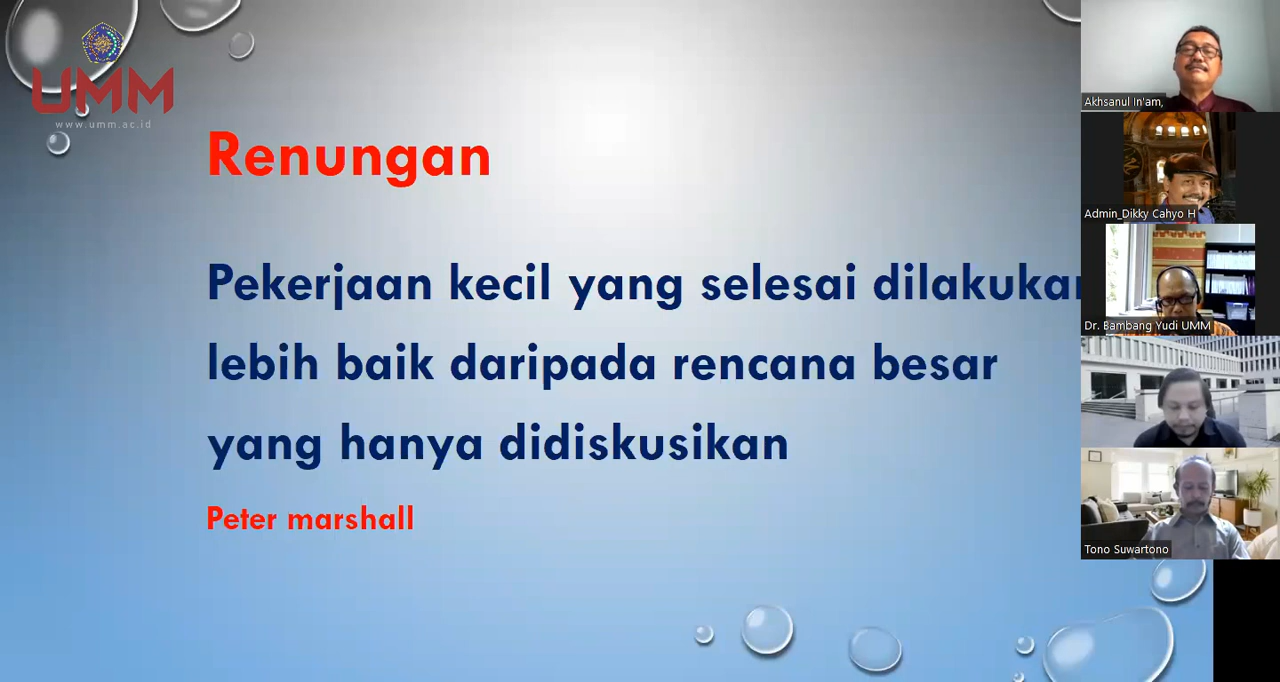 UMM
www.umm.ac.id
Renungan
Pekerjaan kecil yang selesai dilakukan
lebih baik daripada rencana besar
yang hanya didiskusikan
Peter marshall
Akhsanul In'am,
Admin_Dikky Cahyo H
Dr. Bambang Yudi UMM
Tono Suwartono